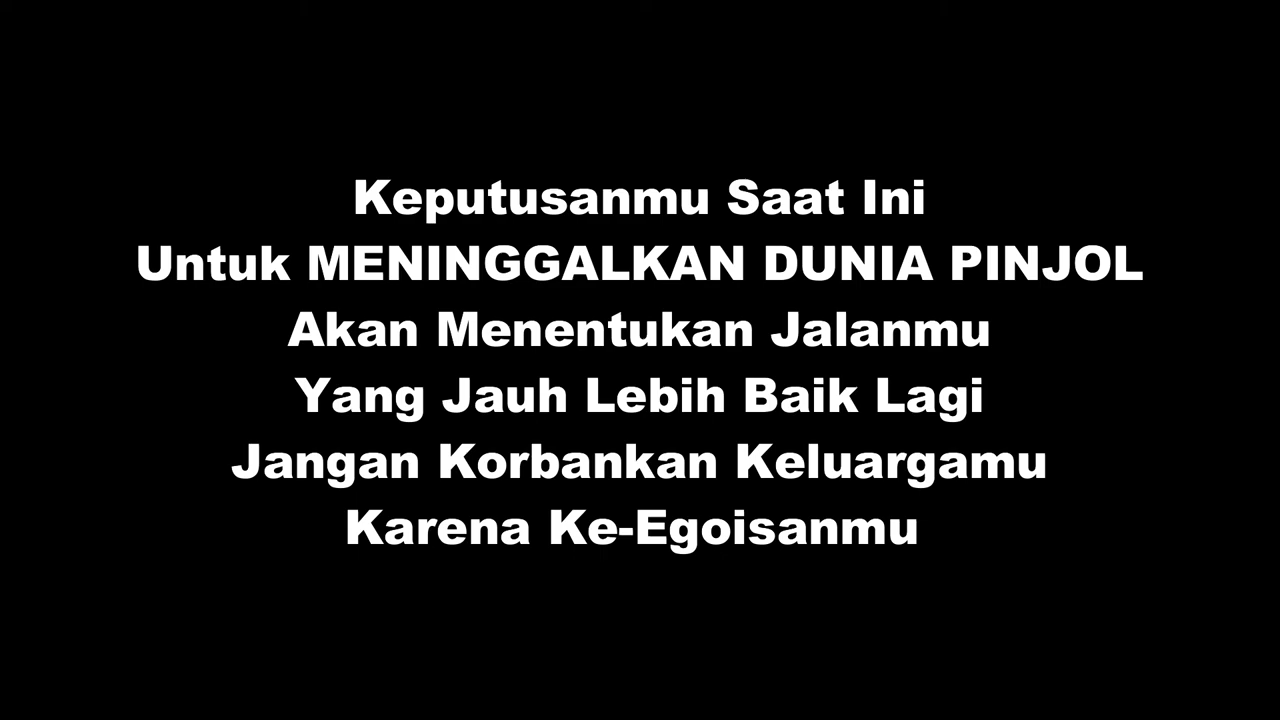 Keputusanmu Saat Ini
Untuk MENINGGALKAN DUNIA PINJOL
Akan Menentukan Jalanmu
Yang Jauh Lebih Baik Lagi
Jangan Korbankan Keluargamu
Karena Ke-Egoisanmu